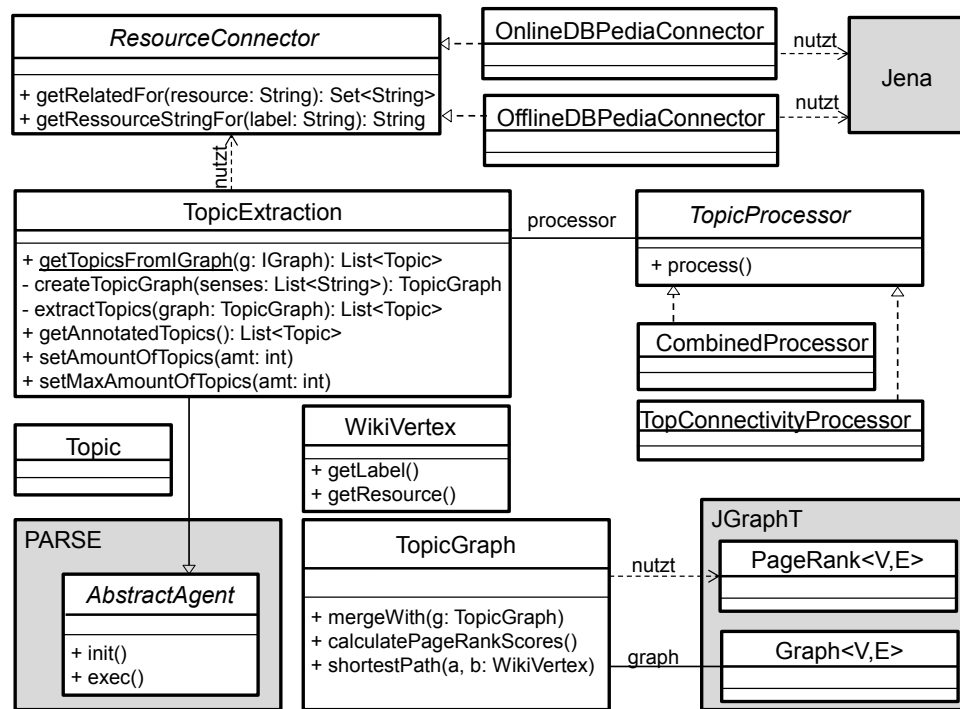 ResourceConnector
+ getRelatedFor(resource: String): Set<String>
+ getRessourceStringFor(label: String): String
OnlineDBPediaConnector
OfflineDBPediaConnector
nutzt
nutzt
Jena
nutzt
TopicExtraction
+ getTopicsFromIGraph(g: IGraph): List<Topic>
- createTopicGraph(senses: List<String>): TopicGraph
- extractTopics(graph: TopicGraph): List<Topic>
+ getAnnotatedTopics(): List<Topic>
+ setAmountOfTopics(amt: int)
+ setMaxAmountOfTopics(amt: int)
processor
TopicProcessor
+ process()
CombinedProcessor
TopConnectivityProcessor
Topic
WikiVertex
+ getLabel()
+ getResource()
PARSE
AbstractAgent
+ init()
+ exec()
TopicGraph
+ mergeWith(g: TopicGraph)
+ calculatePageRankScores()
+ shortestPath(a, b: WikiVertex)
nutzt
graph
JGraphT
PageRank<V,E>
Graph<V,E>